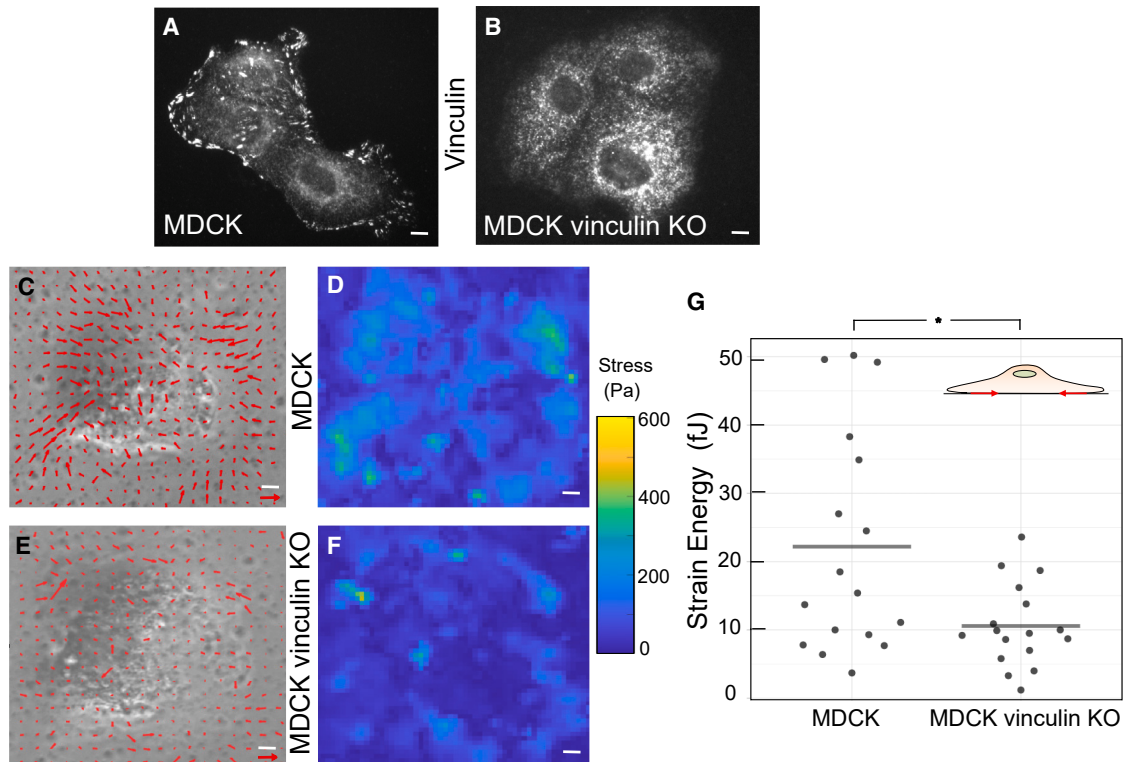 A
MDCK
Vinculin
B
MDCK vinculin KO
C
MDCK
D
Stress
(Pa)
600
400
200
0
E
MDCK vinculin KO
F
G
*
Strain Energy (fJ)
50
40
30
20
10
0
MDCK
MDCK vinculin KO